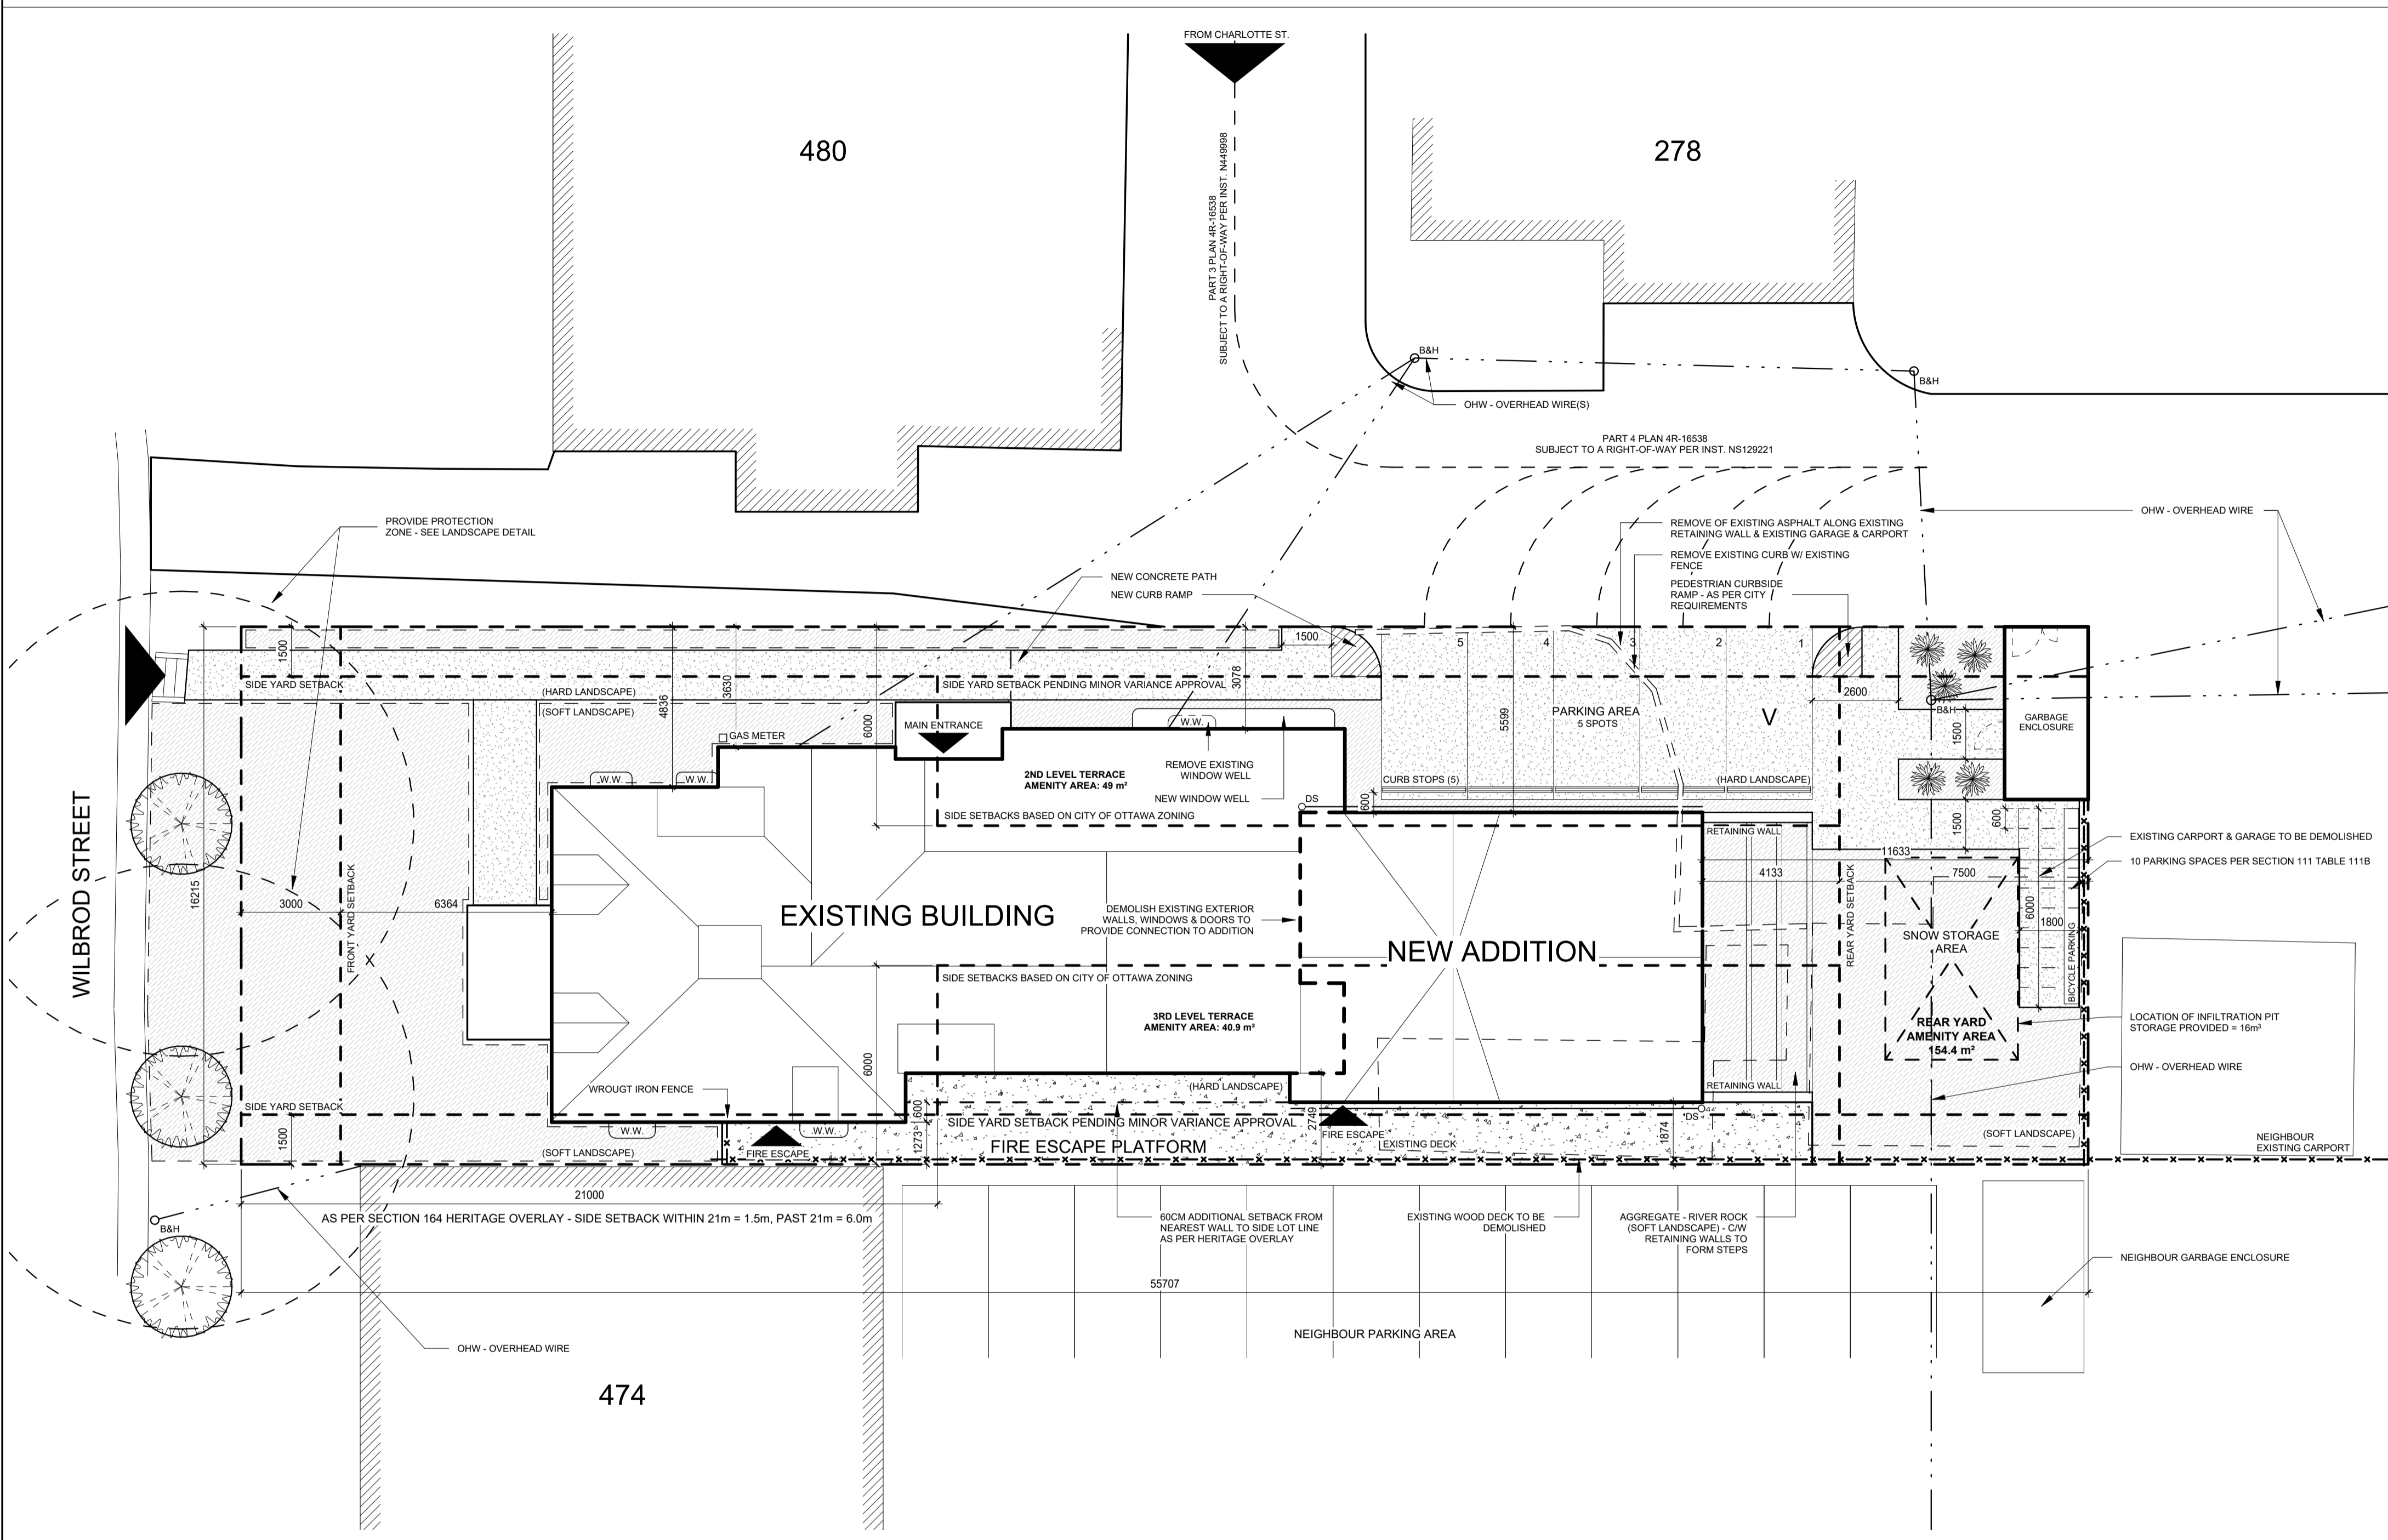 FROM CHARLOTTE ST.
480
278
PART 3 PLAN 4R-16538
SUBJECT TO A RIGHT-OF-WAY PER INST. N449998
B&H
B&H
OHW - OVERHEAD WIRE(S)
PART 4 PLAN 4R-16538
SUBJECT TO A RIGHT-OF-WAY PER INST. NS129221
PROVIDE PROTECTION
ZONE - SEE LANDSCAPE DETAIL
REMOVE OF EXISTING ASPHALT ALONG EXISTING
RETAINING WALL & EXISTING GARAGE & CARPORT
OHW - OVERHEAD WIRE
REMOVE EXISTING CURB W/ EXISTING
FENCE
NEW CONCRETE PATH
NEW CURB RAMP
PEDESTRIAN CURBSIDE
RAMP - AS PER CITY
REQUIREMENTS
1500
1500
5
4
3
2
1
SIDE YARD SETBACK
(HARD LANDSCAPE)
(SOFT LANDSCAPE)
4836
3630
6000
SIDE YARD SETBACK PENDING MINOR VARIANCE APPROVAL
3078
2600
B&H
5599
PARKING AREA
5 SPOTS
V
GARBAGE
ENCLOSURE
1500
GAS METER
MAIN ENTRANCE
W.W.
W.W.
W.W.
REMOVE EXISTING
WINDOW WELL
2ND LEVEL TERRACE
AMENITY AREA: 49 m²
NEW WINDOW WELL
CURB STOPS (5)
(HARD LANDSCAPE)
DS
600
SIDE SETBACKS BASED ON CITY OF OTTAWA ZONING
RETAINING WALL
1500
600
EXISTING CARPORT & GARAGE TO BE DEMOLISHED
11633
10 PARKING SPACES PER SECTION 111 TABLE 111B
4133
7500
WILBROD STREET
16215
3000
6364
FRONT YARD SETBACK
EXISTING BUILDING
DEMOLISH EXISTING EXTERIOR
WALLS, WINDOWS & DOORS TO
PROVIDE CONNECTION TO ADDITION
NEW ADDITION
REAR YARD SETBACK
SNOW STORAGE
AREA
6000
1800
BICYCLE PARKING
SIDE SETBACKS BASED ON CITY OF OTTAWA ZONING
3RD LEVEL TERRACE
AMENITY AREA: 40.9 m²
REAR YARD
AMENITY AREA
154.4 m²
LOCATION OF INFILTRATION PIT
STORAGE PROVIDED = 16m³
6000
OHW - OVERHEAD WIRE
WROUGT IRON FENCE
(HARD LANDSCAPE)
RETAINING WALL
SIDE YARD SETBACK
600
SIDE YARD SETBACK PENDING MINOR VARIANCE APPROVAL
2749
DS
1500
W.W.
W.W.
1273
FIRE ESCAPE
FIRE ESCAPE PLATFORM
FIRE ESCAPE
EXISTING DECK
1874
(SOFT LANDSCAPE)
(SOFT LANDSCAPE)
NEIGHBOUR
EXISTING CARPORT
21000
B&H
AS PER SECTION 164 HERITAGE OVERLAY - SIDE SETBACK WITHIN 21m = 1.5m, PAST 21m = 6.0m
60CM ADDITIONAL SETBACK FROM
NEAREST WALL TO SIDE LOT LINE
AS PER HERITAGE OVERLAY
EXISTING WOOD DECK TO BE
DEMOLISHED
AGGREGATE - RIVER ROCK
(SOFT LANDSCAPE) - C/W
RETAINING WALLS TO
FORM STEPS
NEIGHBOUR GARBAGE ENCLOSURE
55707
NEIGHBOUR PARKING AREA
OHW - OVERHEAD WIRE
474